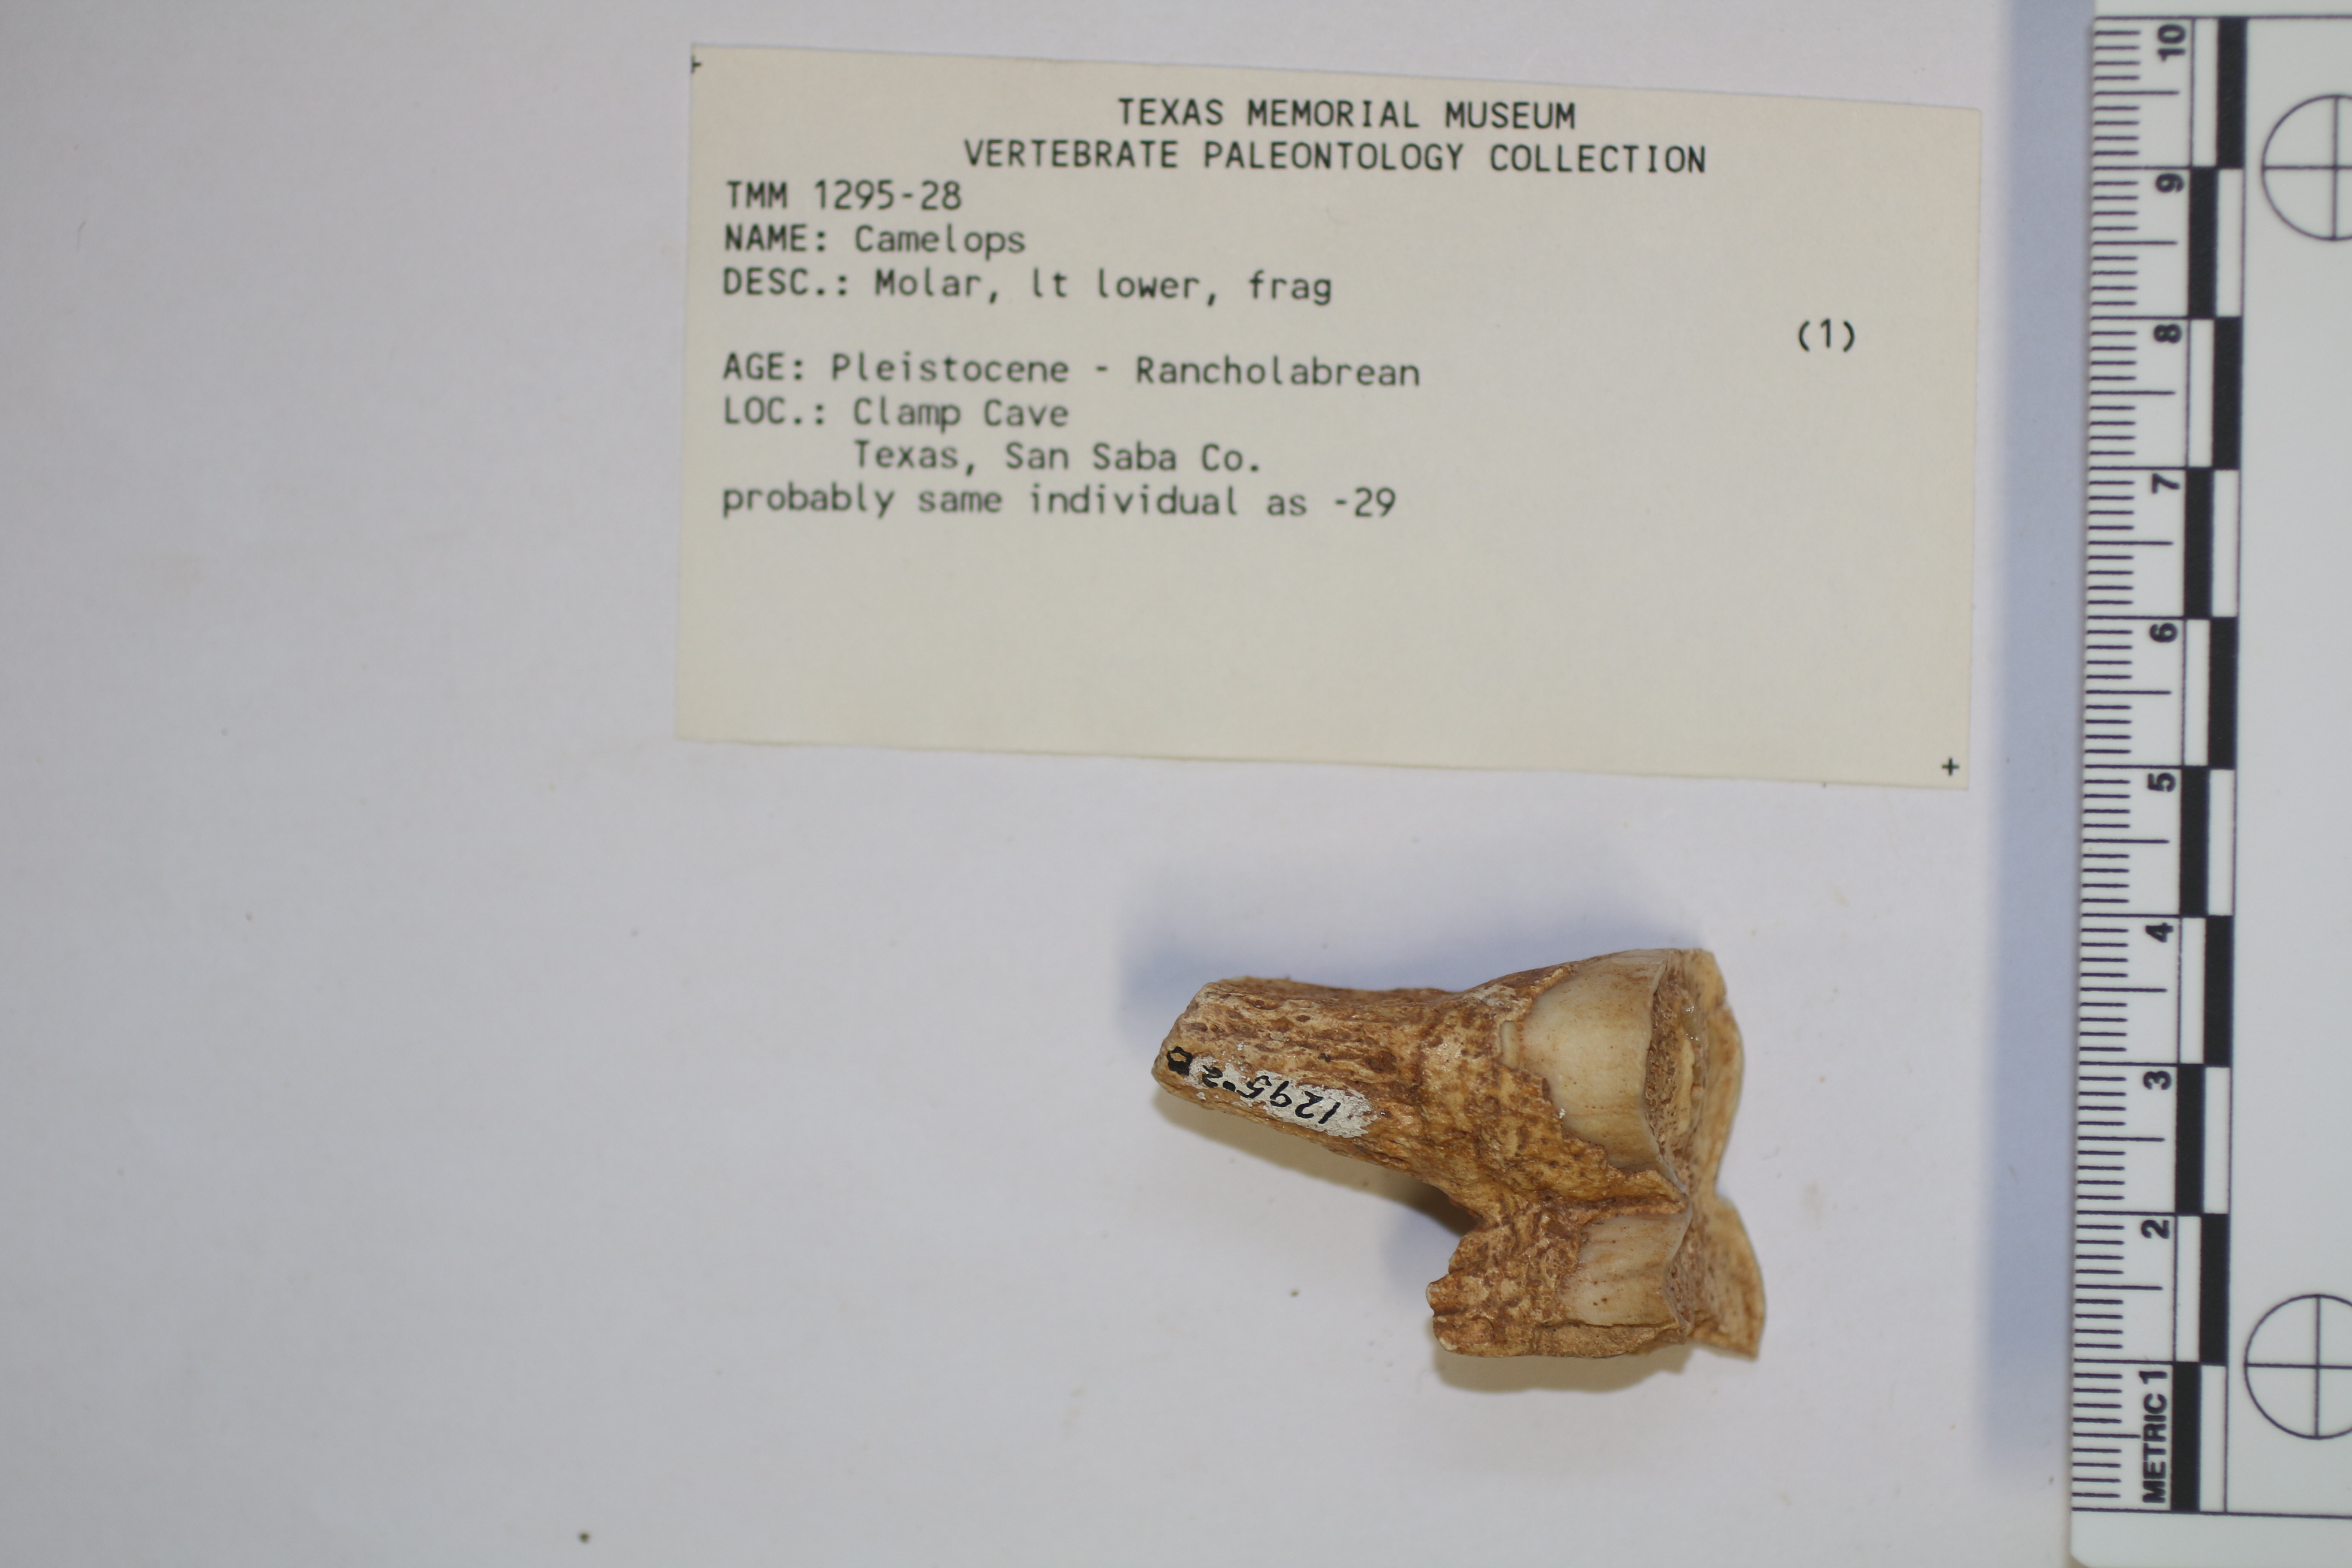 TEXAS MEMORIAL MUSEUM
VERTEBRATE PALEONTOLOGY COLLECTION
TMM 1295-28
NAME: Camelops
DESC.: Molar, lt lower, frag
(1)
AGE: Pleistocene - Rancholabrean
LOC.: Clamp Cave
Texas, San Saba Co.
probably same individual as -29
1295-28
10
9
8
7
6
5
4
3
2
METRIC 1